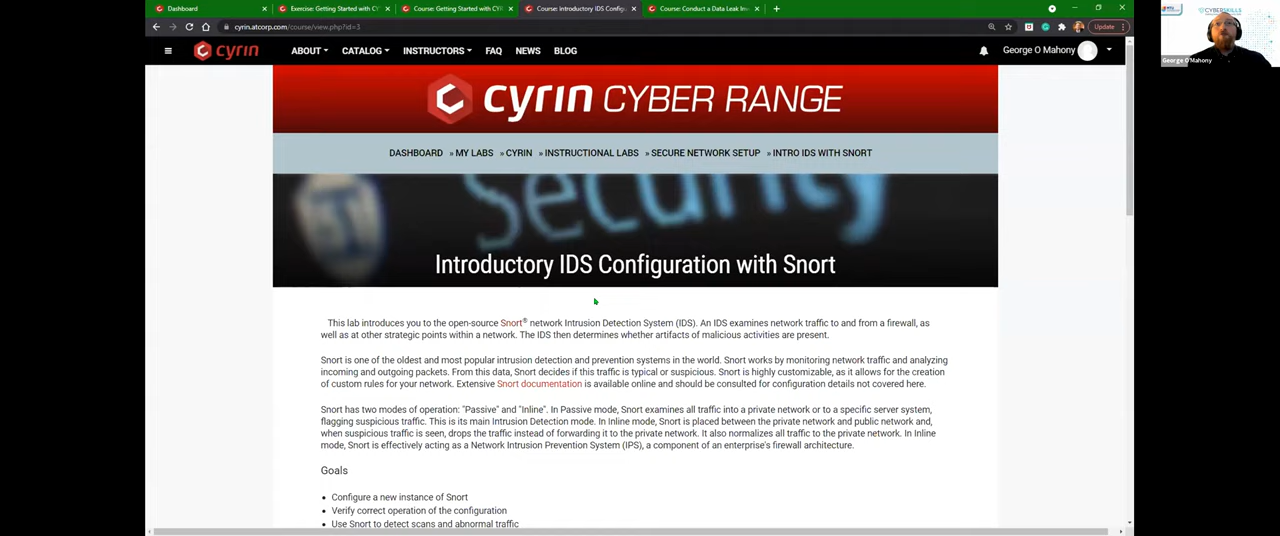 Dashboard
Exercise: Getting Started with CY
Course: Getting Started with CYR
Course: Introductory IDS Configu
Course: Conduct a Data Leak Inv
cyrin.atcorp.com/course/view.php?id=3
Update
cyrin
ABOUT
CATALOG
INSTRUCTORS
FAQ
NEWS
BLOG
George O Mahony
CYBERSKILLS
George O Mahony
cyrin CYBER RANGE
DASHBOARD » MY LABS » CYRIN » INSTRUCTIONAL LABS » SECURE NETWORK SETUP » INTRO IDS WITH SNORT
Security
Introductory IDS Configuration with Snort
This lab introduces you to the open-source Snort® network Intrusion Detection System (IDS). An IDS examines network traffic to and from a firewall, as
well as at other strategic points within a network. The IDS then determines whether artifacts of malicious activities are present.
Snort is one of the oldest and most popular intrusion detection and prevention systems in the world. Snort works by monitoring network traffic and analyzing
incoming and outgoing packets. From this data, Snort decides if this traffic is typical or suspicious. Snort is highly customizable, as it allows for the creation
of custom rules for your network. Extensive Snort documentation is available online and should be consulted for configuration details not covered here.
Snort has two modes of operation: "Passive" and "Inline". In Passive mode, Snort examines all traffic into a private network or to a specific server system,
flagging suspicious traffic. This is its main Intrusion Detection mode. In Inline mode, Snort is placed between the private network and public network and,
when suspicious traffic is seen, drops the traffic instead of forwarding it to the private network. It also normalizes all traffic to the private network. In Inline
mode, Snort is effectively acting as a Network Intrusion Prevention System (IPS), a component of an enterprise's firewall architecture.
Goals
• Configure a new instance of Snort
• Verify correct operation of the configuration
• Use Snort to detect scans and abnormal traffic